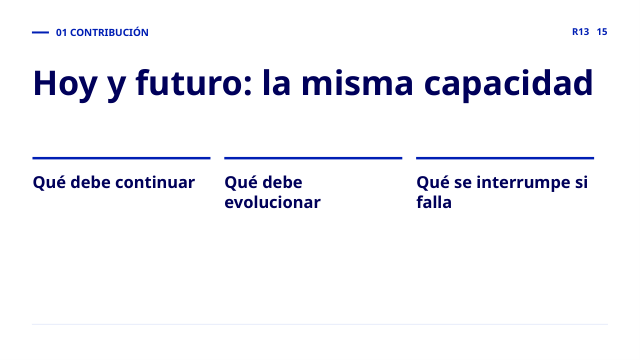 01 CONTRIBUCIÓN
R13 15
Hoy y futuro: la misma capacidad
Qué debe continuar
Qué debe
evolucionar
Qué se interrumpe si
falla